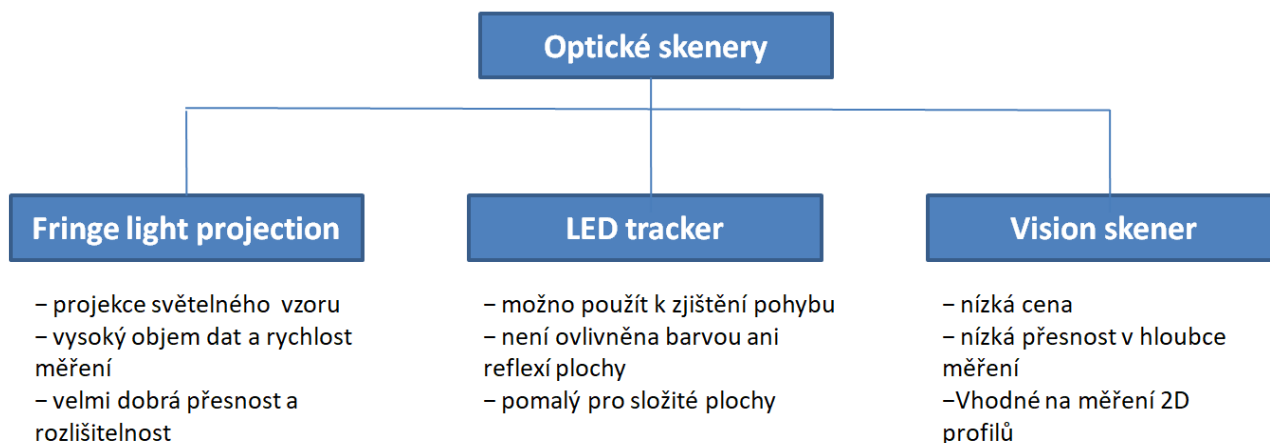 Optické skenery
Fringe light projection
− projekce světelného vzoru
− vysoký objem dat a rychlost
měření
− velmi dobrá přesnost a
rozlišitelnost
LED tracker
− možno použít k zjištění pohybu
− není ovlivněna barvou ani
reflexí plochy
− pomalý pro složité plochy
Vision skener
− nízká cena
− nízká přesnost v hloubce
měření
−Vhodné na měření 2D
profilů